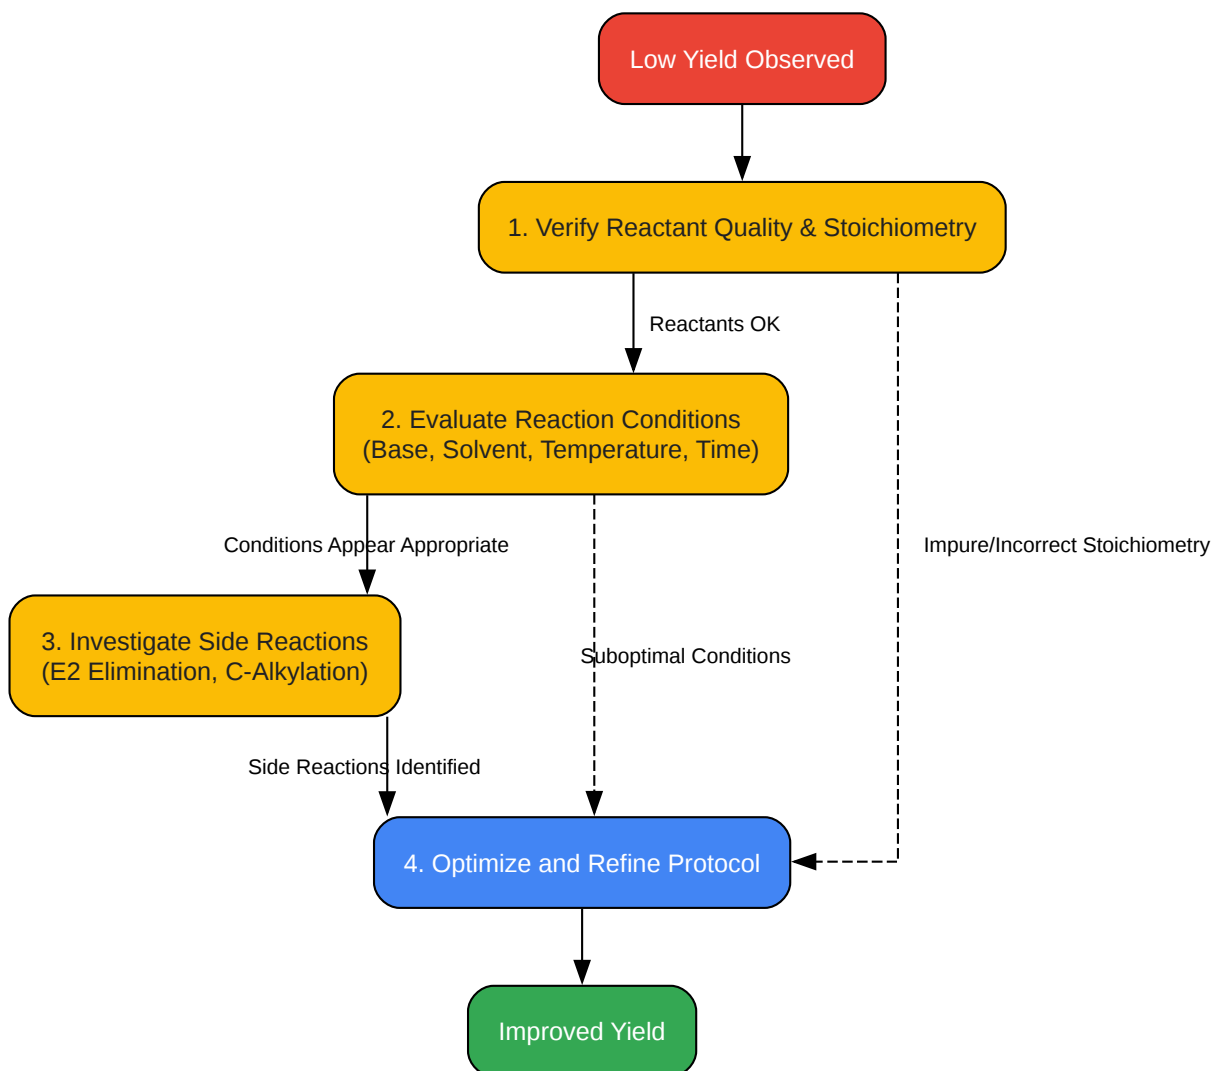 Low Yield Observed
1. Verify Reactant Quality & Stoichiometry
Reactants OK
2. Evaluate Reaction Conditions
(Base, Solvent, Temperature, Time)
Conditions Appear Appropriate
Impure/Incorrect Stoichiometry
3. Investigate Side Reactions
(E2 Elimination, C-Alkylation)
Suboptimal Conditions
Side Reactions Identified
4. Optimize and Refine Protocol
Improved Yield